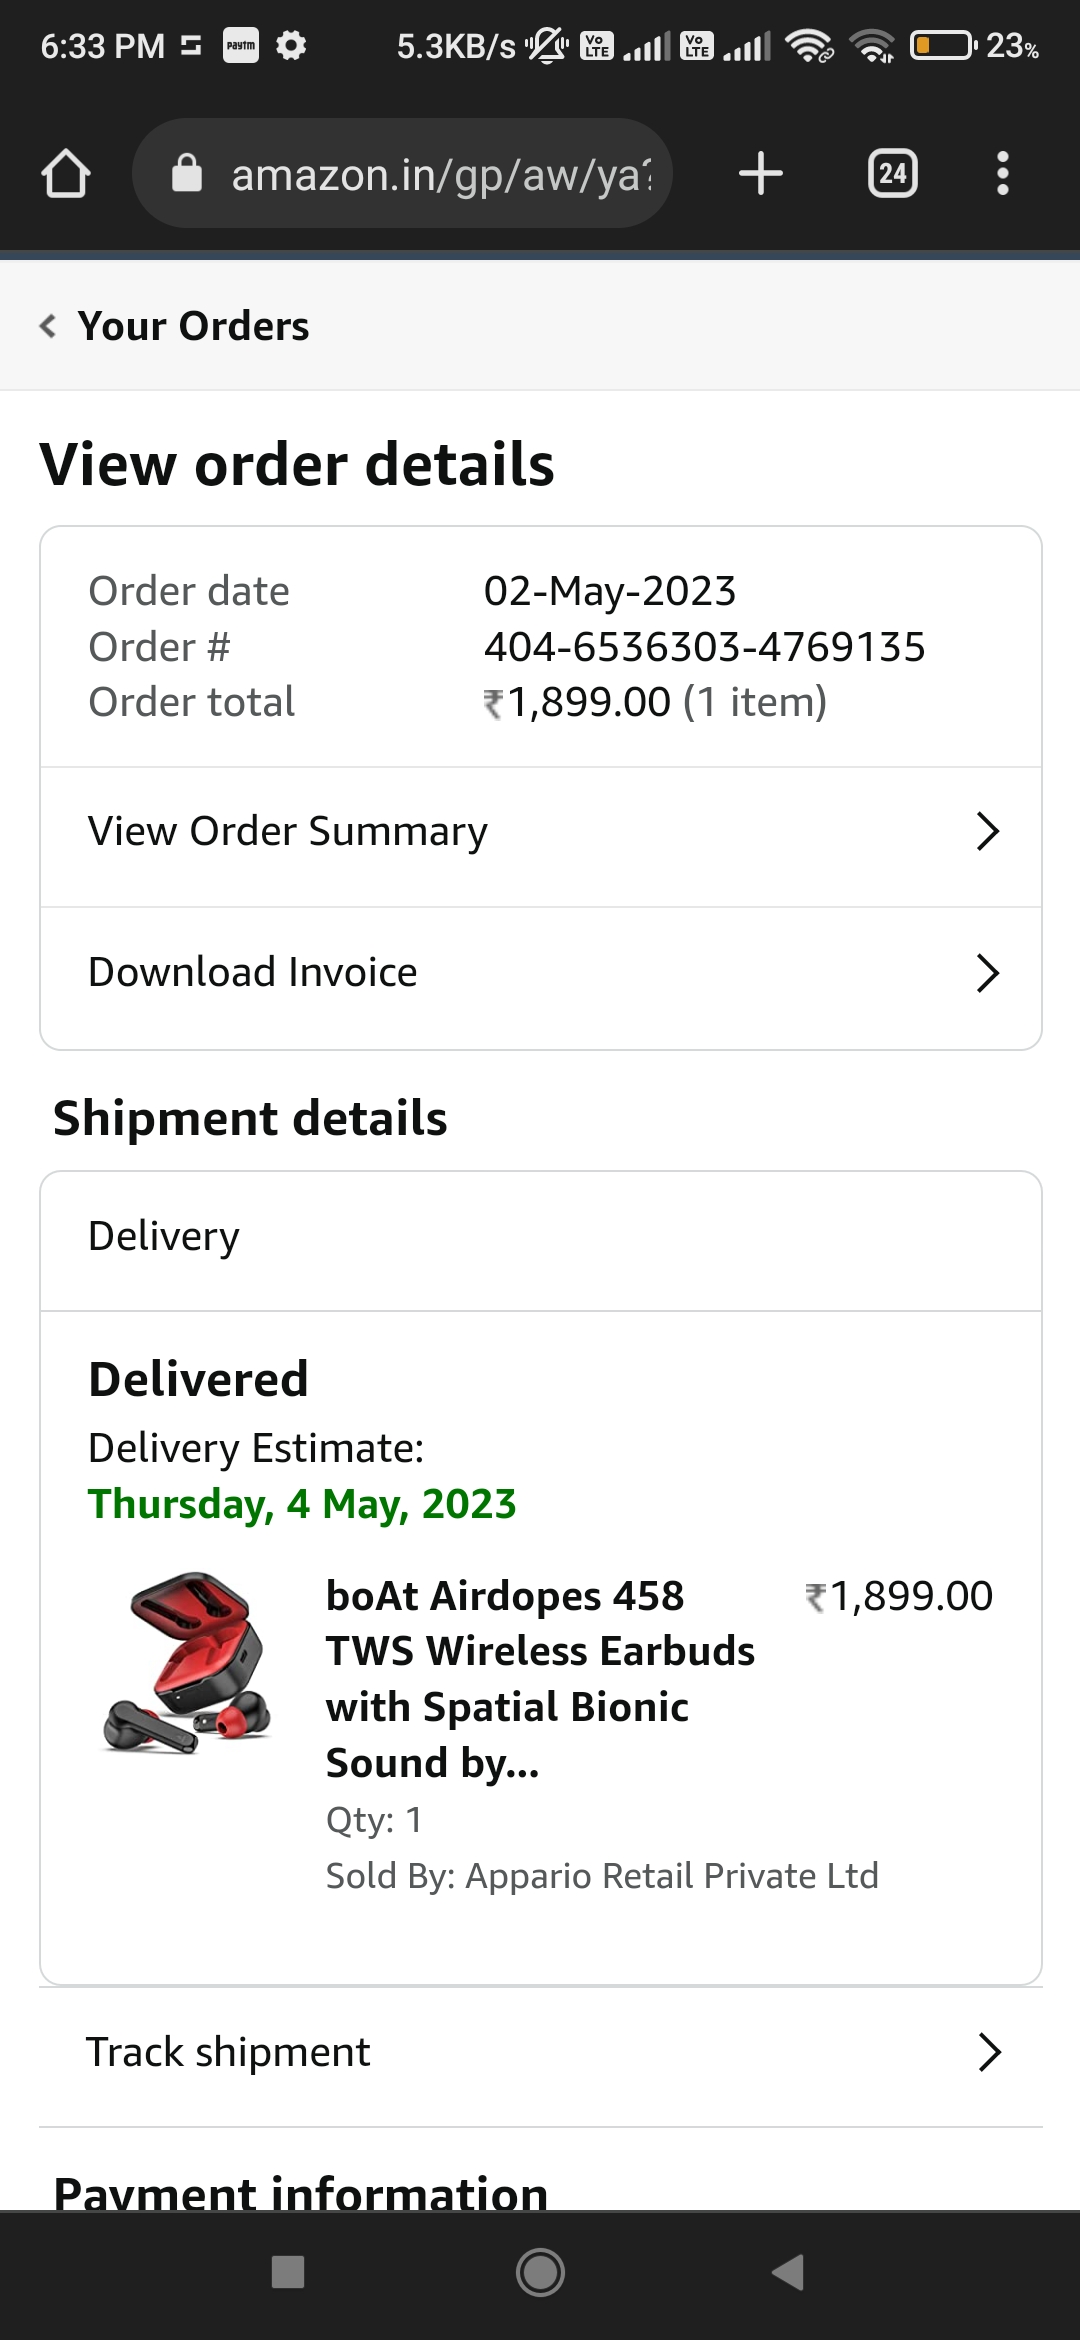 6:33 PM Paytm 5.3KB/s Vo LTE Vo LTE 23%
amazon.in/gp/aw/ya? 24
Your Orders
View order details
Order date 02-May-2023
Order # 404-6536303-4769135
Order total ₹1,899.00 (1 item)
View Order Summary
Download Invoice
Shipment details
Delivery
Delivered
Delivery Estimate:
Thursday, 4 May, 2023
boAt Airdopes 458 ₹1,899.00
TWS Wireless Earbuds
with Spatial Bionic
Sound by...
Qty: 1
Sold By: Appario Retail Private Ltd
Track shipment
Payment information